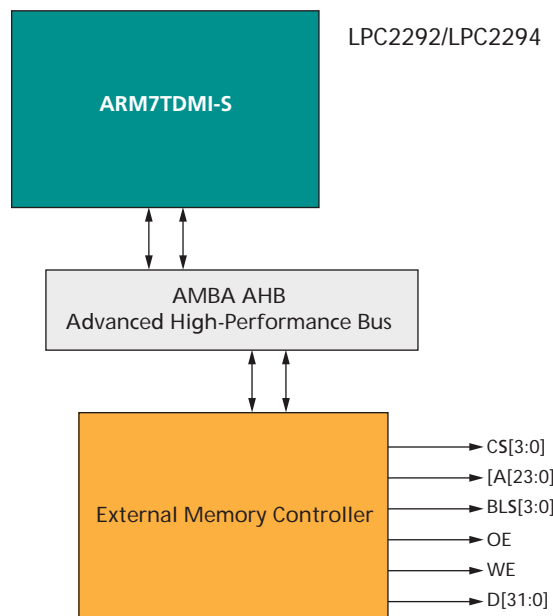 LPC2292/LPC2294
ARM7TDMI-S
AMBA AHB
Advanced High-Performance Bus
External Memory Controller
CS[3:0]
[A[23:0]
BLS[3:0]
OE
WE
D[31:0]